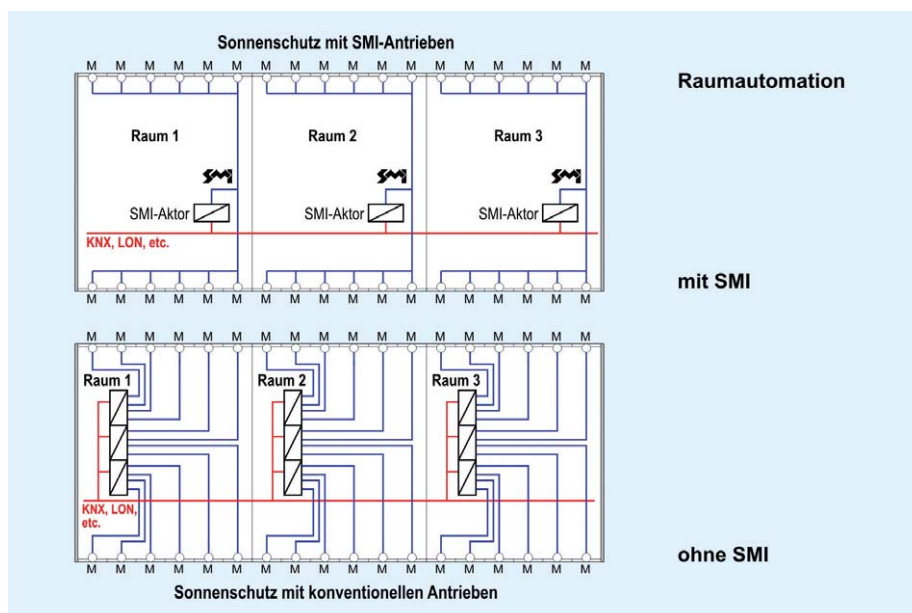 Sonnenschutz mit SMI-Antrieben
M M M M M M M M M M M M M M M M M M
Raumautomation
Raum 1 Raum 2 Raum 3
SMI SMI SMI
SMI-Aktor SMI-Aktor SMI-Aktor
KNX, LON, etc.
mit SMI
M M M M M M M M M M M M M M M M M M
M M M M M M M M M M M M M M M M M M
Raum 1 Raum 2 Raum 3
KNX, LON,
etc.
ohne SMI
M M M M M M M M M M M M M M M M M M
Sonnenschutz mit konventionellen Antrieben